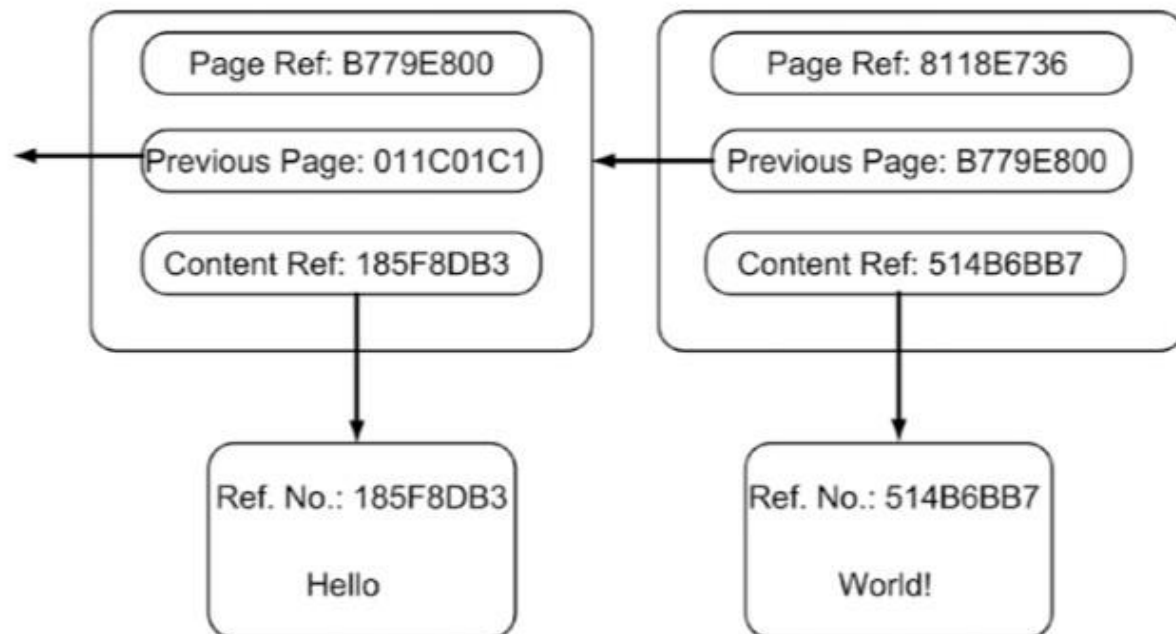 Page Ref: B779E800
Previous Page: 011C01C1
Content Ref: 185F8DB3
Page Ref: 8118E736
Previous Page: B779E800
Content Ref: 514B6BB7
Ref. No.: 185F8DB3
Hello
Ref. No.: 514B6BB7
World!